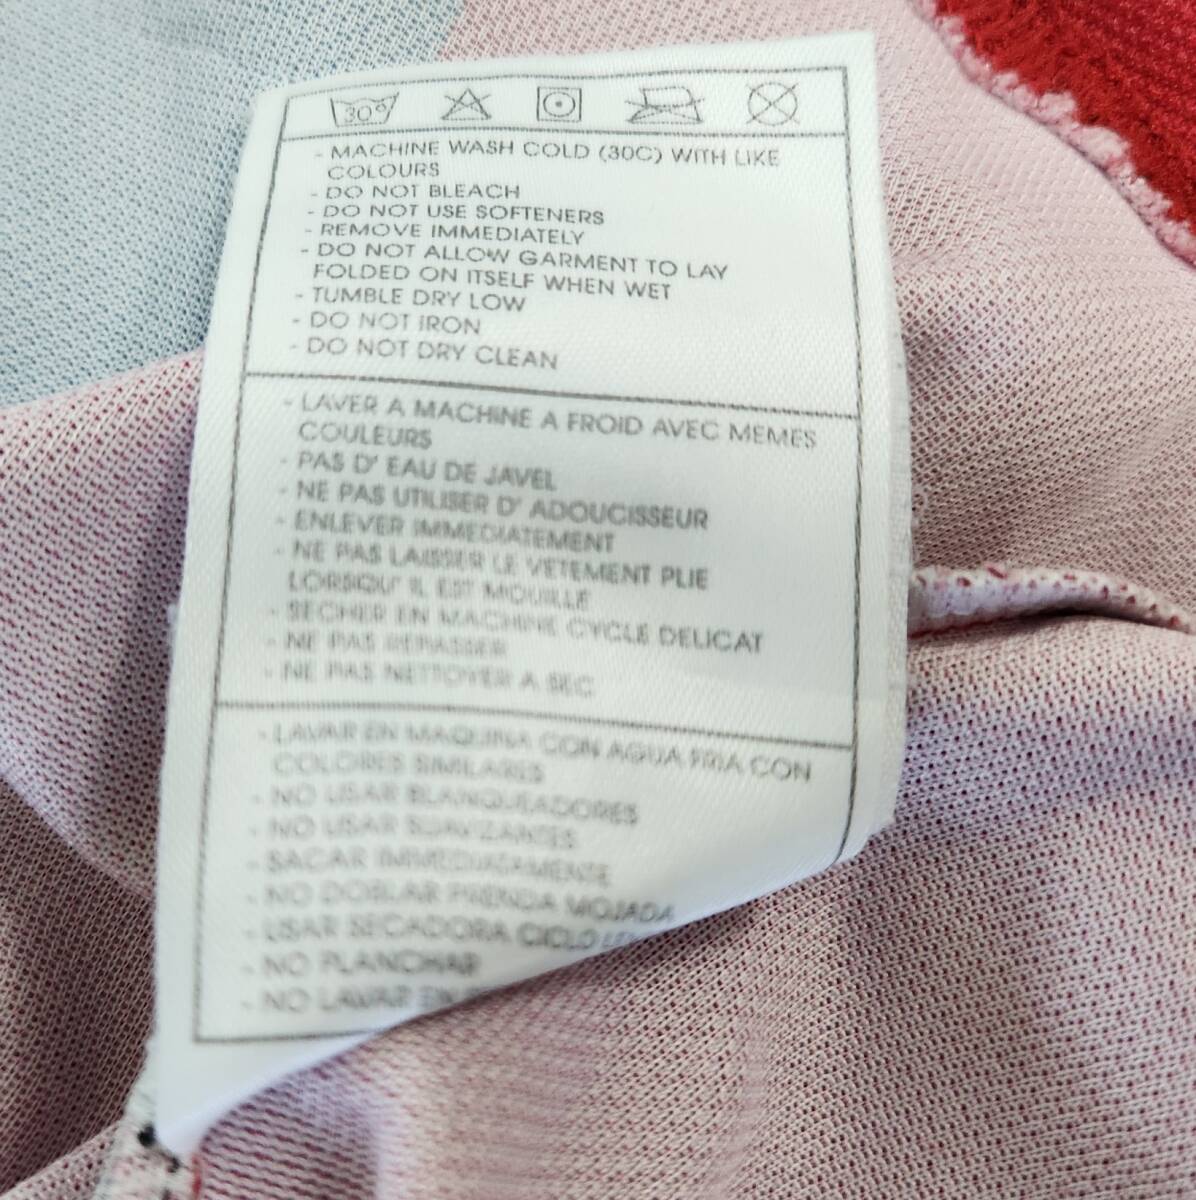 30°
- MACHINE WASH COLD (30C) WITH LIKE
COLOURS
- DO NOT BLEACH
- DO NOT USE SOFTENERS
- REMOVE IMMEDIATELY
- DO NOT ALLOW GARMENT TO LAY
FOLDED ON ITSELF WHEN WET
- TUMBLE DRY LOW
- DO NOT IRON
- DO NOT DRY CLEAN
- LAVER A MACHINE A FROID AVEC MEMES
COULEURS
- PAS D' EAU DE JAVEL
- NE PAS UTILISER D' ADOUCISSEUR
- ENLEVER IMMEDIATEMENT
- NE PAS LAISSER LE VETEMENT PLIE
LORSQU' IL EST MOUILLE
- SECHER EN MACHINE CYCLE DELICAT
- NE PAS REPASSER
- NE PAS NETTOYER A SEC
- LAVAR EN MAQUINA CON AGUA FRIA CON
COLORES SIMILARES
- NO USAR BLANQUEADORES
- NO USAR SUAVIZANTES
- SACAR IMMEDIATAMENTE
- NO DOBLAR PRENDA MOJADA
- USAR SECADORA CICLO
- NO PLANCHAR
- NO LAVAR EN